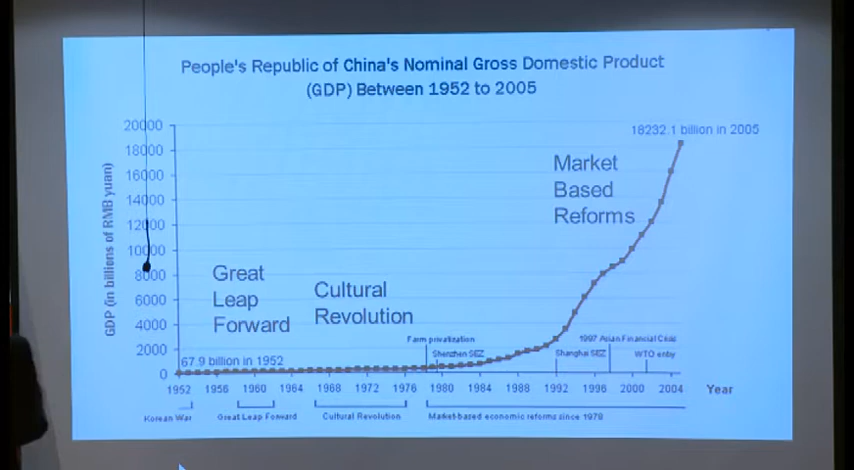 People's Republic of China's Nominal Gross Domestic Product
(GDP) Between 1952 to 2005
GDP (in billions of RMB yuan)
20000
18000
16000
14000
12000
10000
8000
6000
4000
2000
0
18232.1 billion in 2005
Market
Based
Reforms
Great
Leap
Forward
Cultural
Revolution
Farm privatization
1997 Asian Financial Crisis
Shenzhen SEZ
Shanghai SEZ
WTO entry
67.9 billion in 1952
1952 1956 1960 1964 1968 1972 1976 1980 1984 1988 1992 1996 2000 2004 Year
Korean War
Great Leap Forward
Cultural Revolution
Market-based economic reforms since 1978